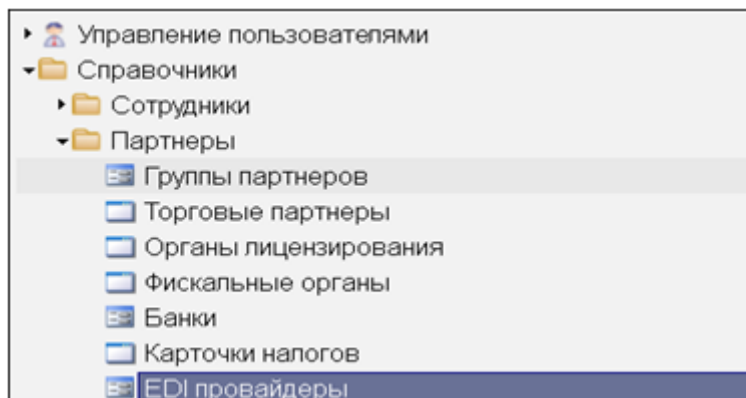 Управление пользователями
Справочники
Сотрудники
Партнеры
Группы партнеров
Торговые партнеры
Органы лицензирования
Фискальные органы
Банки
Карточки налогов
EDI провайдеры